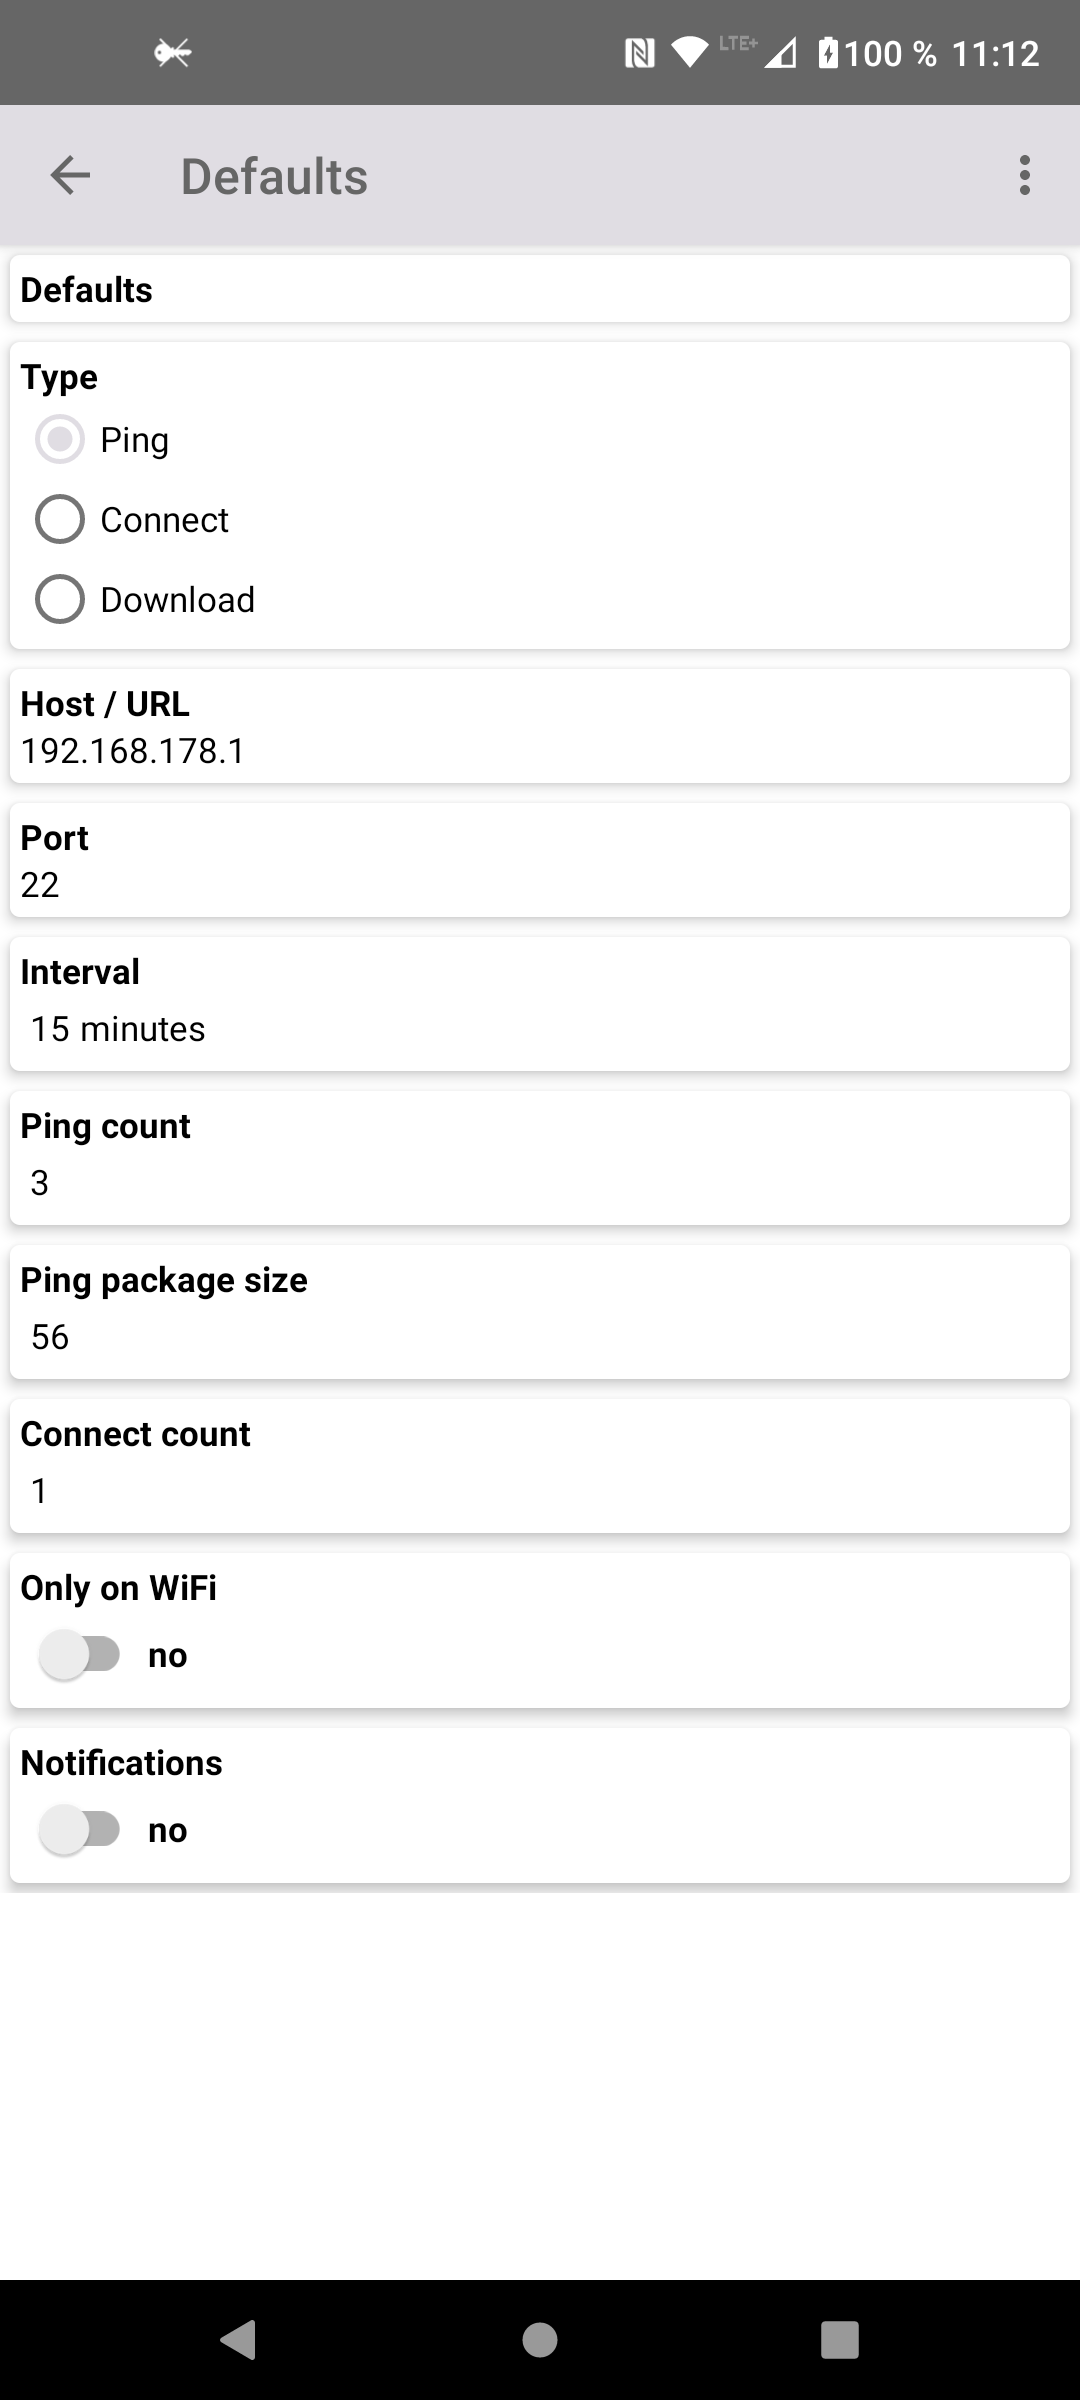 LTE+ 100 % 11:12
Defaults
Defaults
Type
Ping
Connect
Download
Host / URL
192.168.178.1
Port
22
Interval
15 minutes
Ping count
3
Ping package size
56
Connect count
1
Only on WiFi
no
Notifications
no